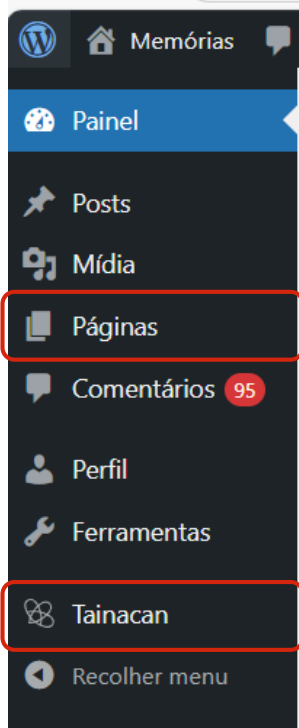 Memórias
Painel
Posts
Mídia
Páginas
Comentários 95
Perfil
Ferramentas
Tainacan
Recolher menu